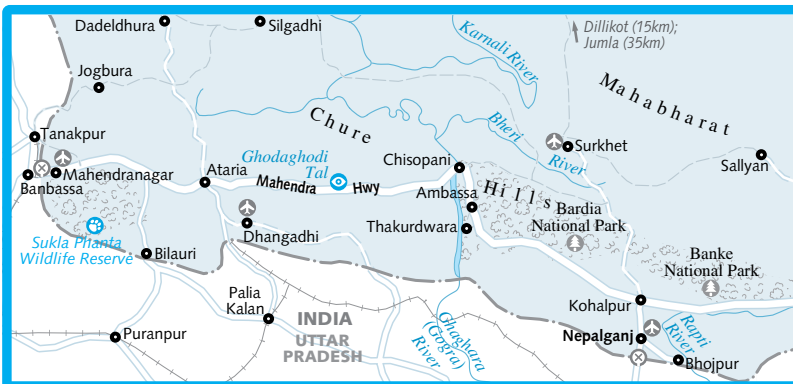 Dadeldhura
Silgadhi
Dillikot (15km);
Jumla (35km)
Karnali River
Jogbura
Mahabharat
Chure
Hills
Tanakpur
Bheri
River
Surkhet
Ghodaghodi
Tal
Chisopani
Sallyan
Banbassa
Mahendranagar
Ataria
Mahendra Hwy
Ambassa
Bardia
National Park
Thakurdwara
Sukla Phanta
Wildlife Reserve
Dhangadhi
Bilauri
Banke
National Park
Palia
Kalan
Kohalpur
INDIA
UTTAR
PRADESH
Puranpur
Ghaghara
(Gogra)
River
Nepalganj
Rapti
River
Bhojpur